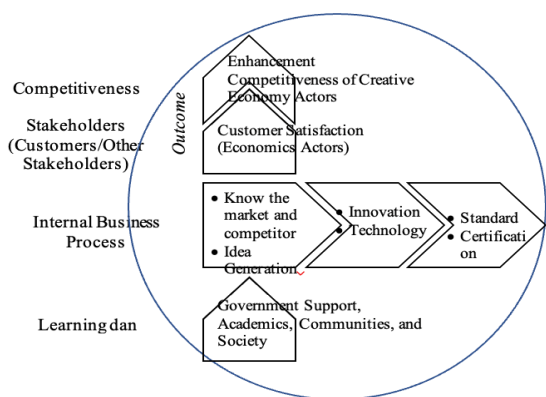 Competitiveness
Enhancement
Competitiveness of Creative
Economy Actors
Outcome
Stakeholders
(Customers/Other
Stakeholders)
Customer Satisfaction
(Economics Actors)
Internal Business
Process
• Know the
market and
competitor
• Idea
Generation
• Innovation
• Technology
• Standard
• Certificati
on
Learning dan
Government Support,
Academics, Communities, and
Society